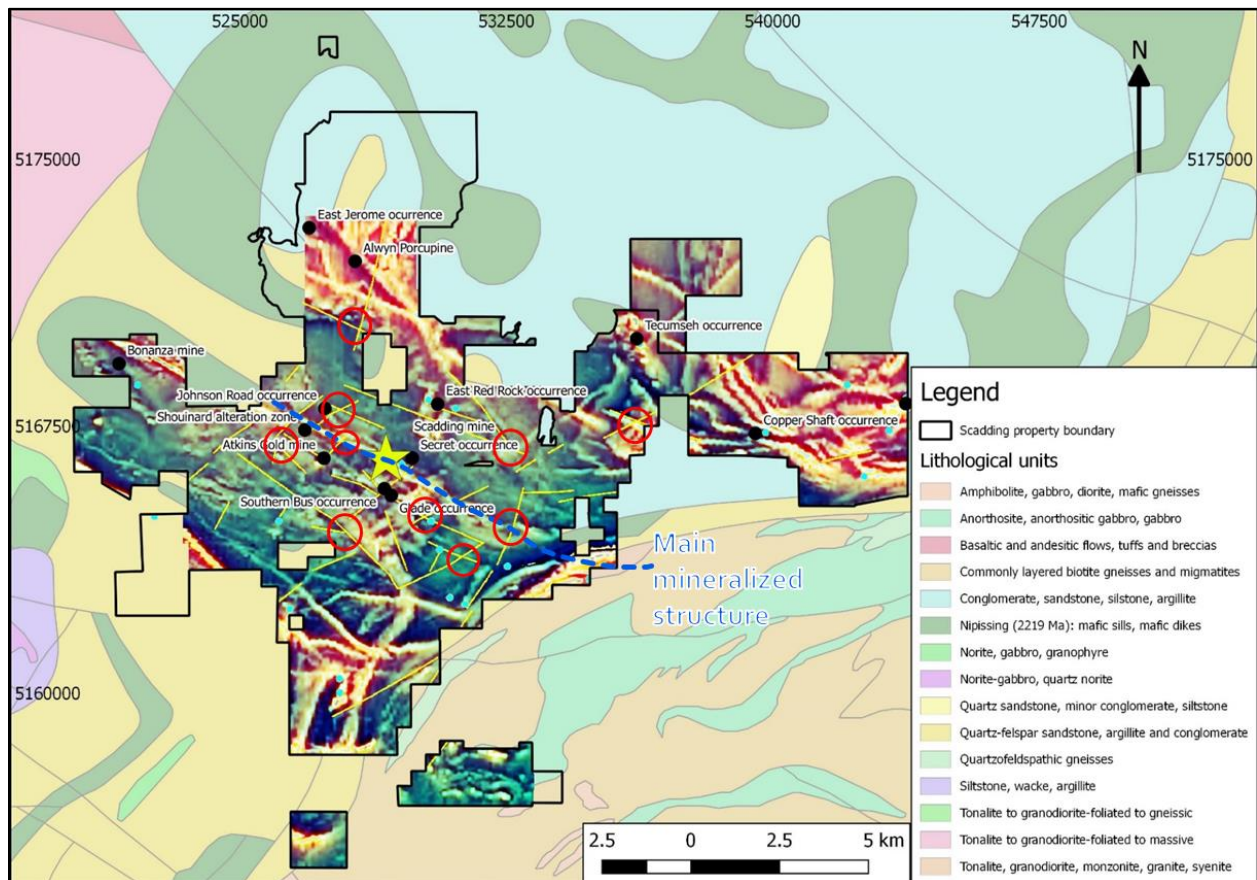 525000
532500
540000
547500
N
5175000
5175000
East Jerome ocurrence
Alwyn Porcupine
Tecumseh occurrence
Bonanza mine
Johnson Road occurrence
East Red Rock occurrence
Shouinard alteration zone
Scadding mine
5167500
Copper Shaft occurrence
Atkins Gold mine
Secret occurrence
Southern Bus occurrence
Glade occurrence
Main
mineralized
structure
5160000
2.5 0 2.5 5 km
Legend
Scadding property boundary
Lithological units
Amphibolite, gabbro, diorite, mafic gneisses
Anorthosite, anorthositic gabbro, gabbro
Basaltic and andesitic flows, tuffs and breccias
Commonly layered biotite gneisses and migmatites
Conglomerate, sandstone, silstone, argillite
Nipissing (2219 Ma): mafic sills, mafic dikes
Norite, gabbro, granophyre
Norite-gabbro, quartz norite
Quartz sandstone, minor conglomerate, siltstone
Quartz-felspar sandstone, argillite and conglomerate
Quartzofeldspathic gneisses
Siltstone, wacke, argillite
Tonalite to granodiorite-foliated to gneissic
Tonalite to granodiorite-foliated to massive
Tonalite, granodiorite, monzonite, granite, syenite